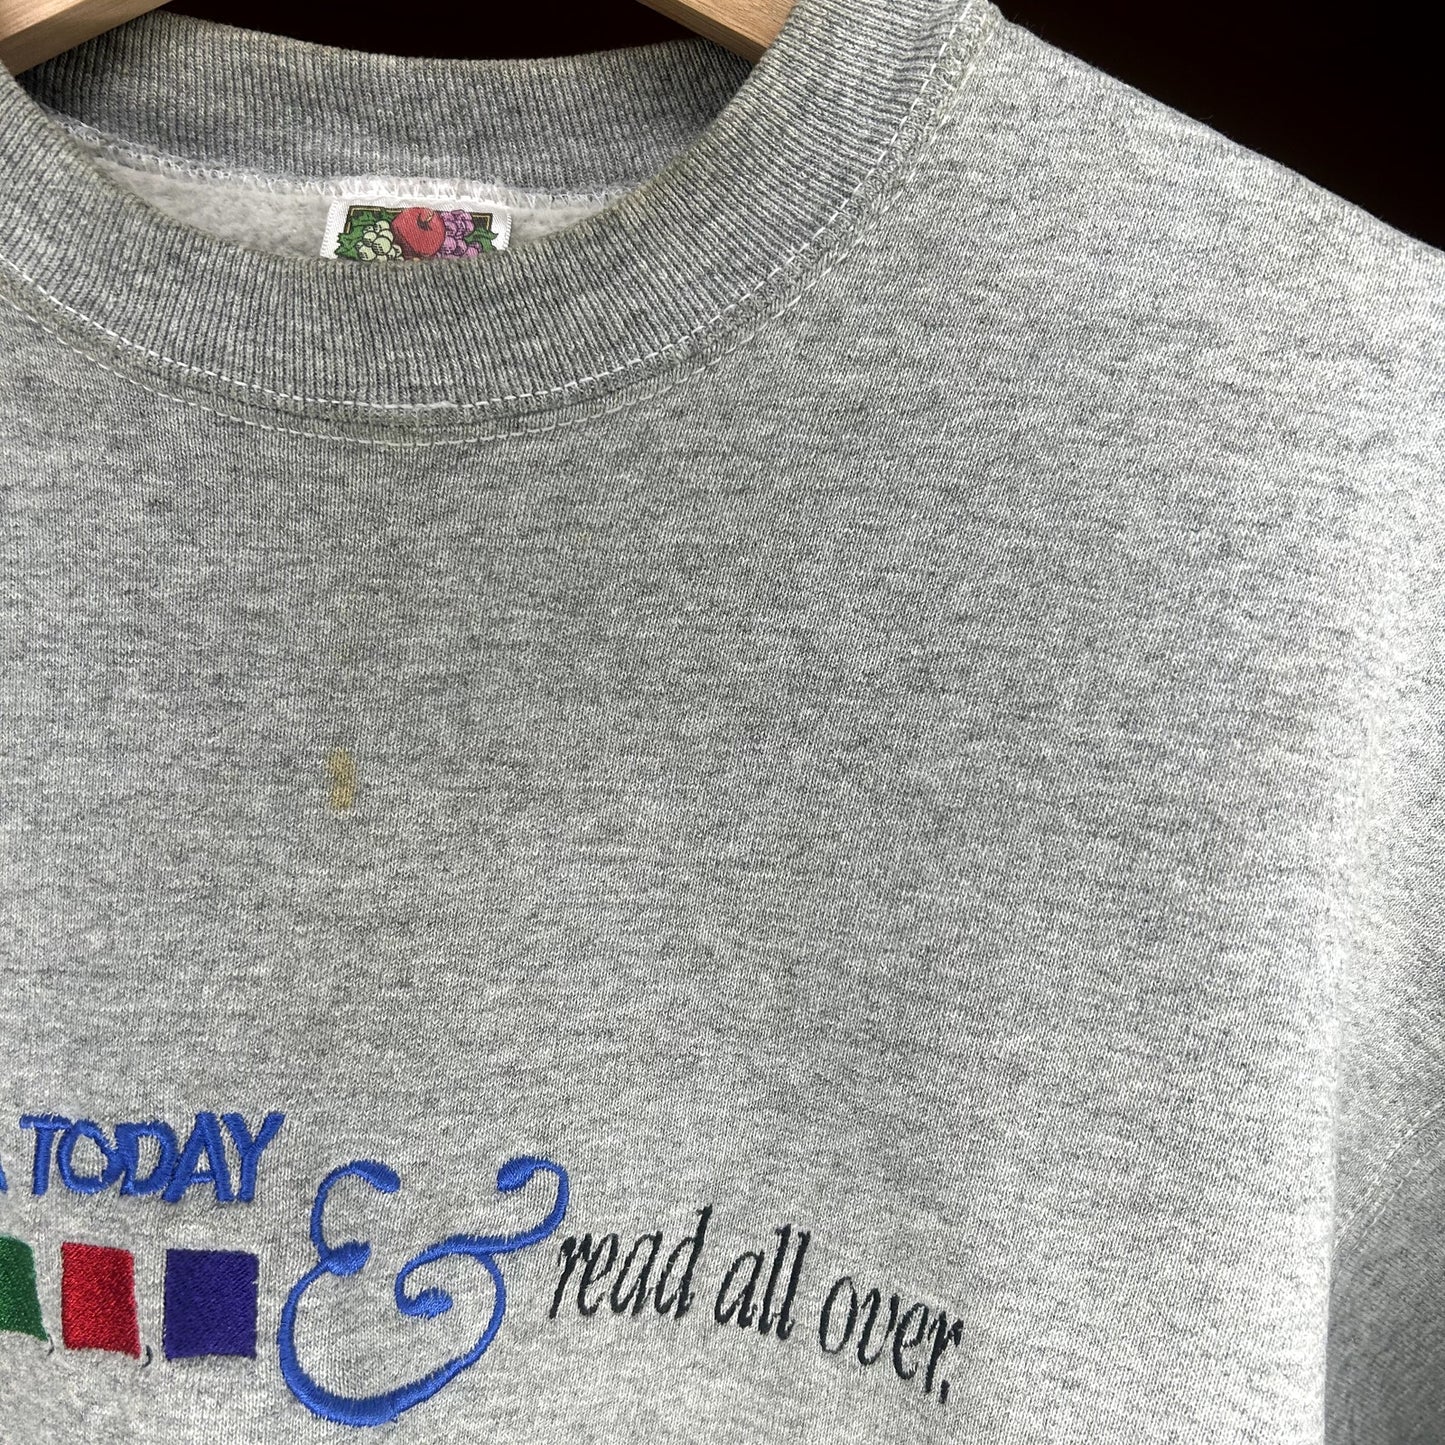 TODAY
, , & read all over.